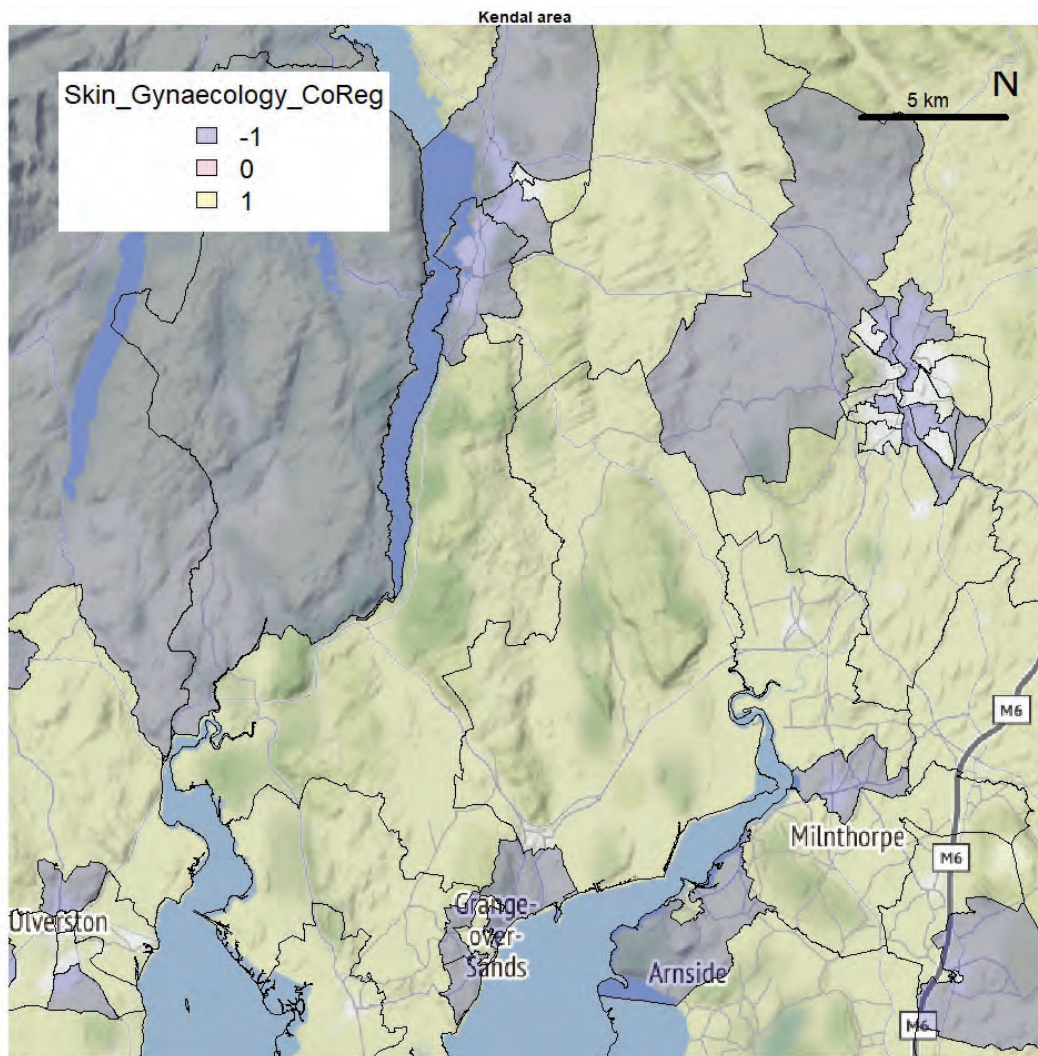 Kendal area
Skin_Gynaecology_CoReg
-1
0
1
N
5 km
M6
Milnthorpe
M6
Ulverston
Grange-
over-
Sands
Arnside
M6